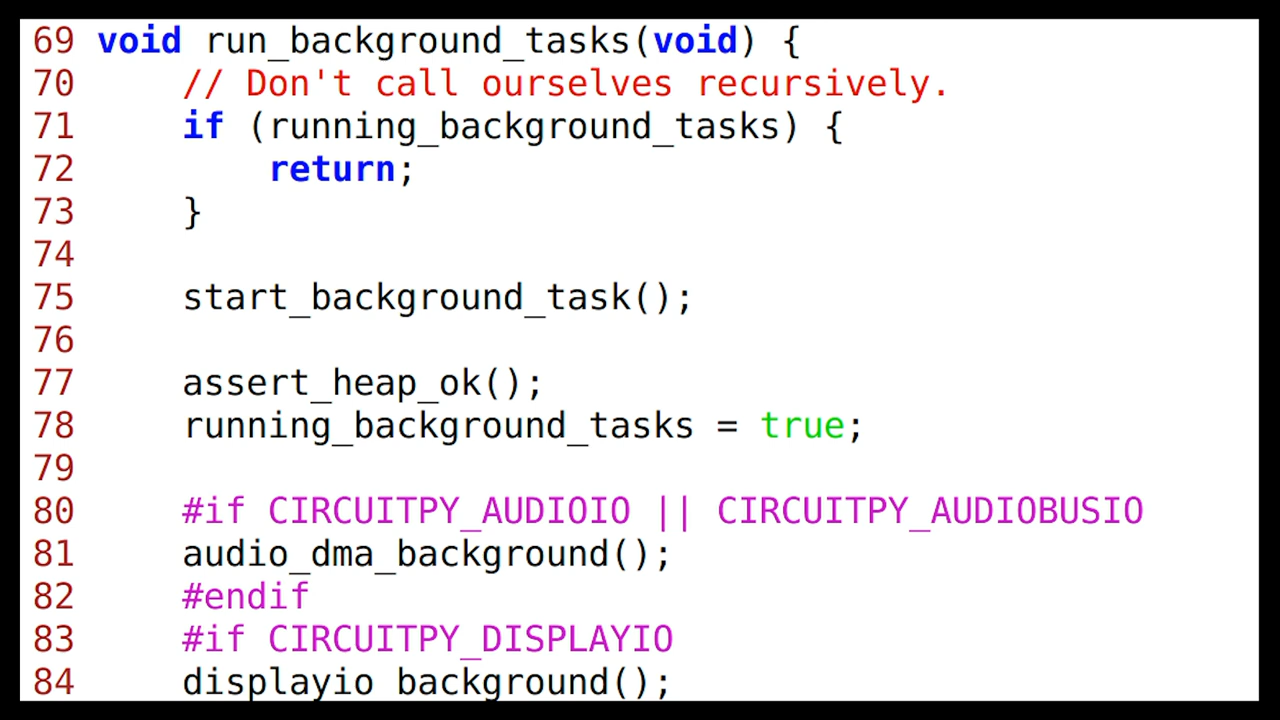 69 void run_background_tasks(void) {
70     // Don't call ourselves recursively.
71     if (running_background_tasks) {
72         return;
73     }
74
75     start_background_task();
76
77     assert_heap_ok();
78     running_background_tasks = true;
79
80     #if CIRCUITPY_AUDIOIO || CIRCUITPY_AUDIOBUSIO
81     audio_dma_background();
82     #endif
83     #if CIRCUITPY_DISPLAYIO
84     displayio_background();